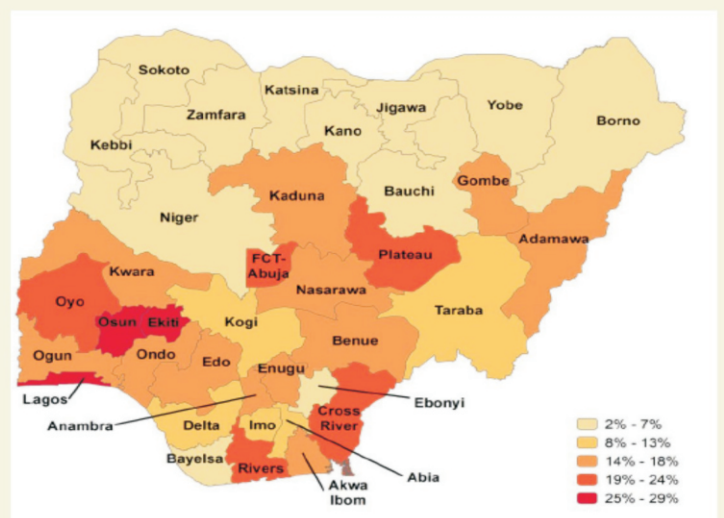 Sokoto
Katsina
Jigawa
Yobe
Zamfara
Borno
Kano
Kebbi
Gombe
Bauchi
Kaduna
Niger
Adamawa
FCT-
Abuja
Plateau
Kwara
Nasarawa
Oyo
Taraba
Osun
Ekiti
Kogi
Benue
Ogun
Ondo
Edo
Enugu
Lagos
Ebonyi
Anambra
Delta
Imo
Cross
River
Bayelsa
Rivers
Abia
Akwa
Ibom
2% - 7%
8% - 13%
14% - 18%
19% - 24%
25% - 29%